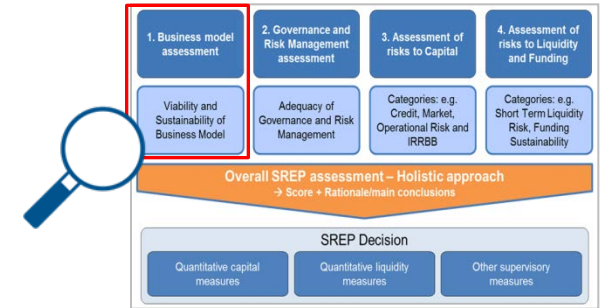 1. Business model
assessment
2. Governance and
Risk Management
assessment
3. Assessment of
risks to Capital
4. Assessment of
risks to Liquidity
and Funding
Viability and
Sustainability of
Business Model
Adequacy of
Governance and Risk
Management
Categories: e.g.
Credit, Market,
Operational Risk and
IRRBB
Categories: e.g.
Short Term Liquidity
Risk, Funding
Sustainability
Overall SREP assessment – Holistic approach
→ Score + Rationale/main conclusions
SREP Decision
Quantitative capital
measures
Quantitative liquidity
measures
Other supervisory
measures